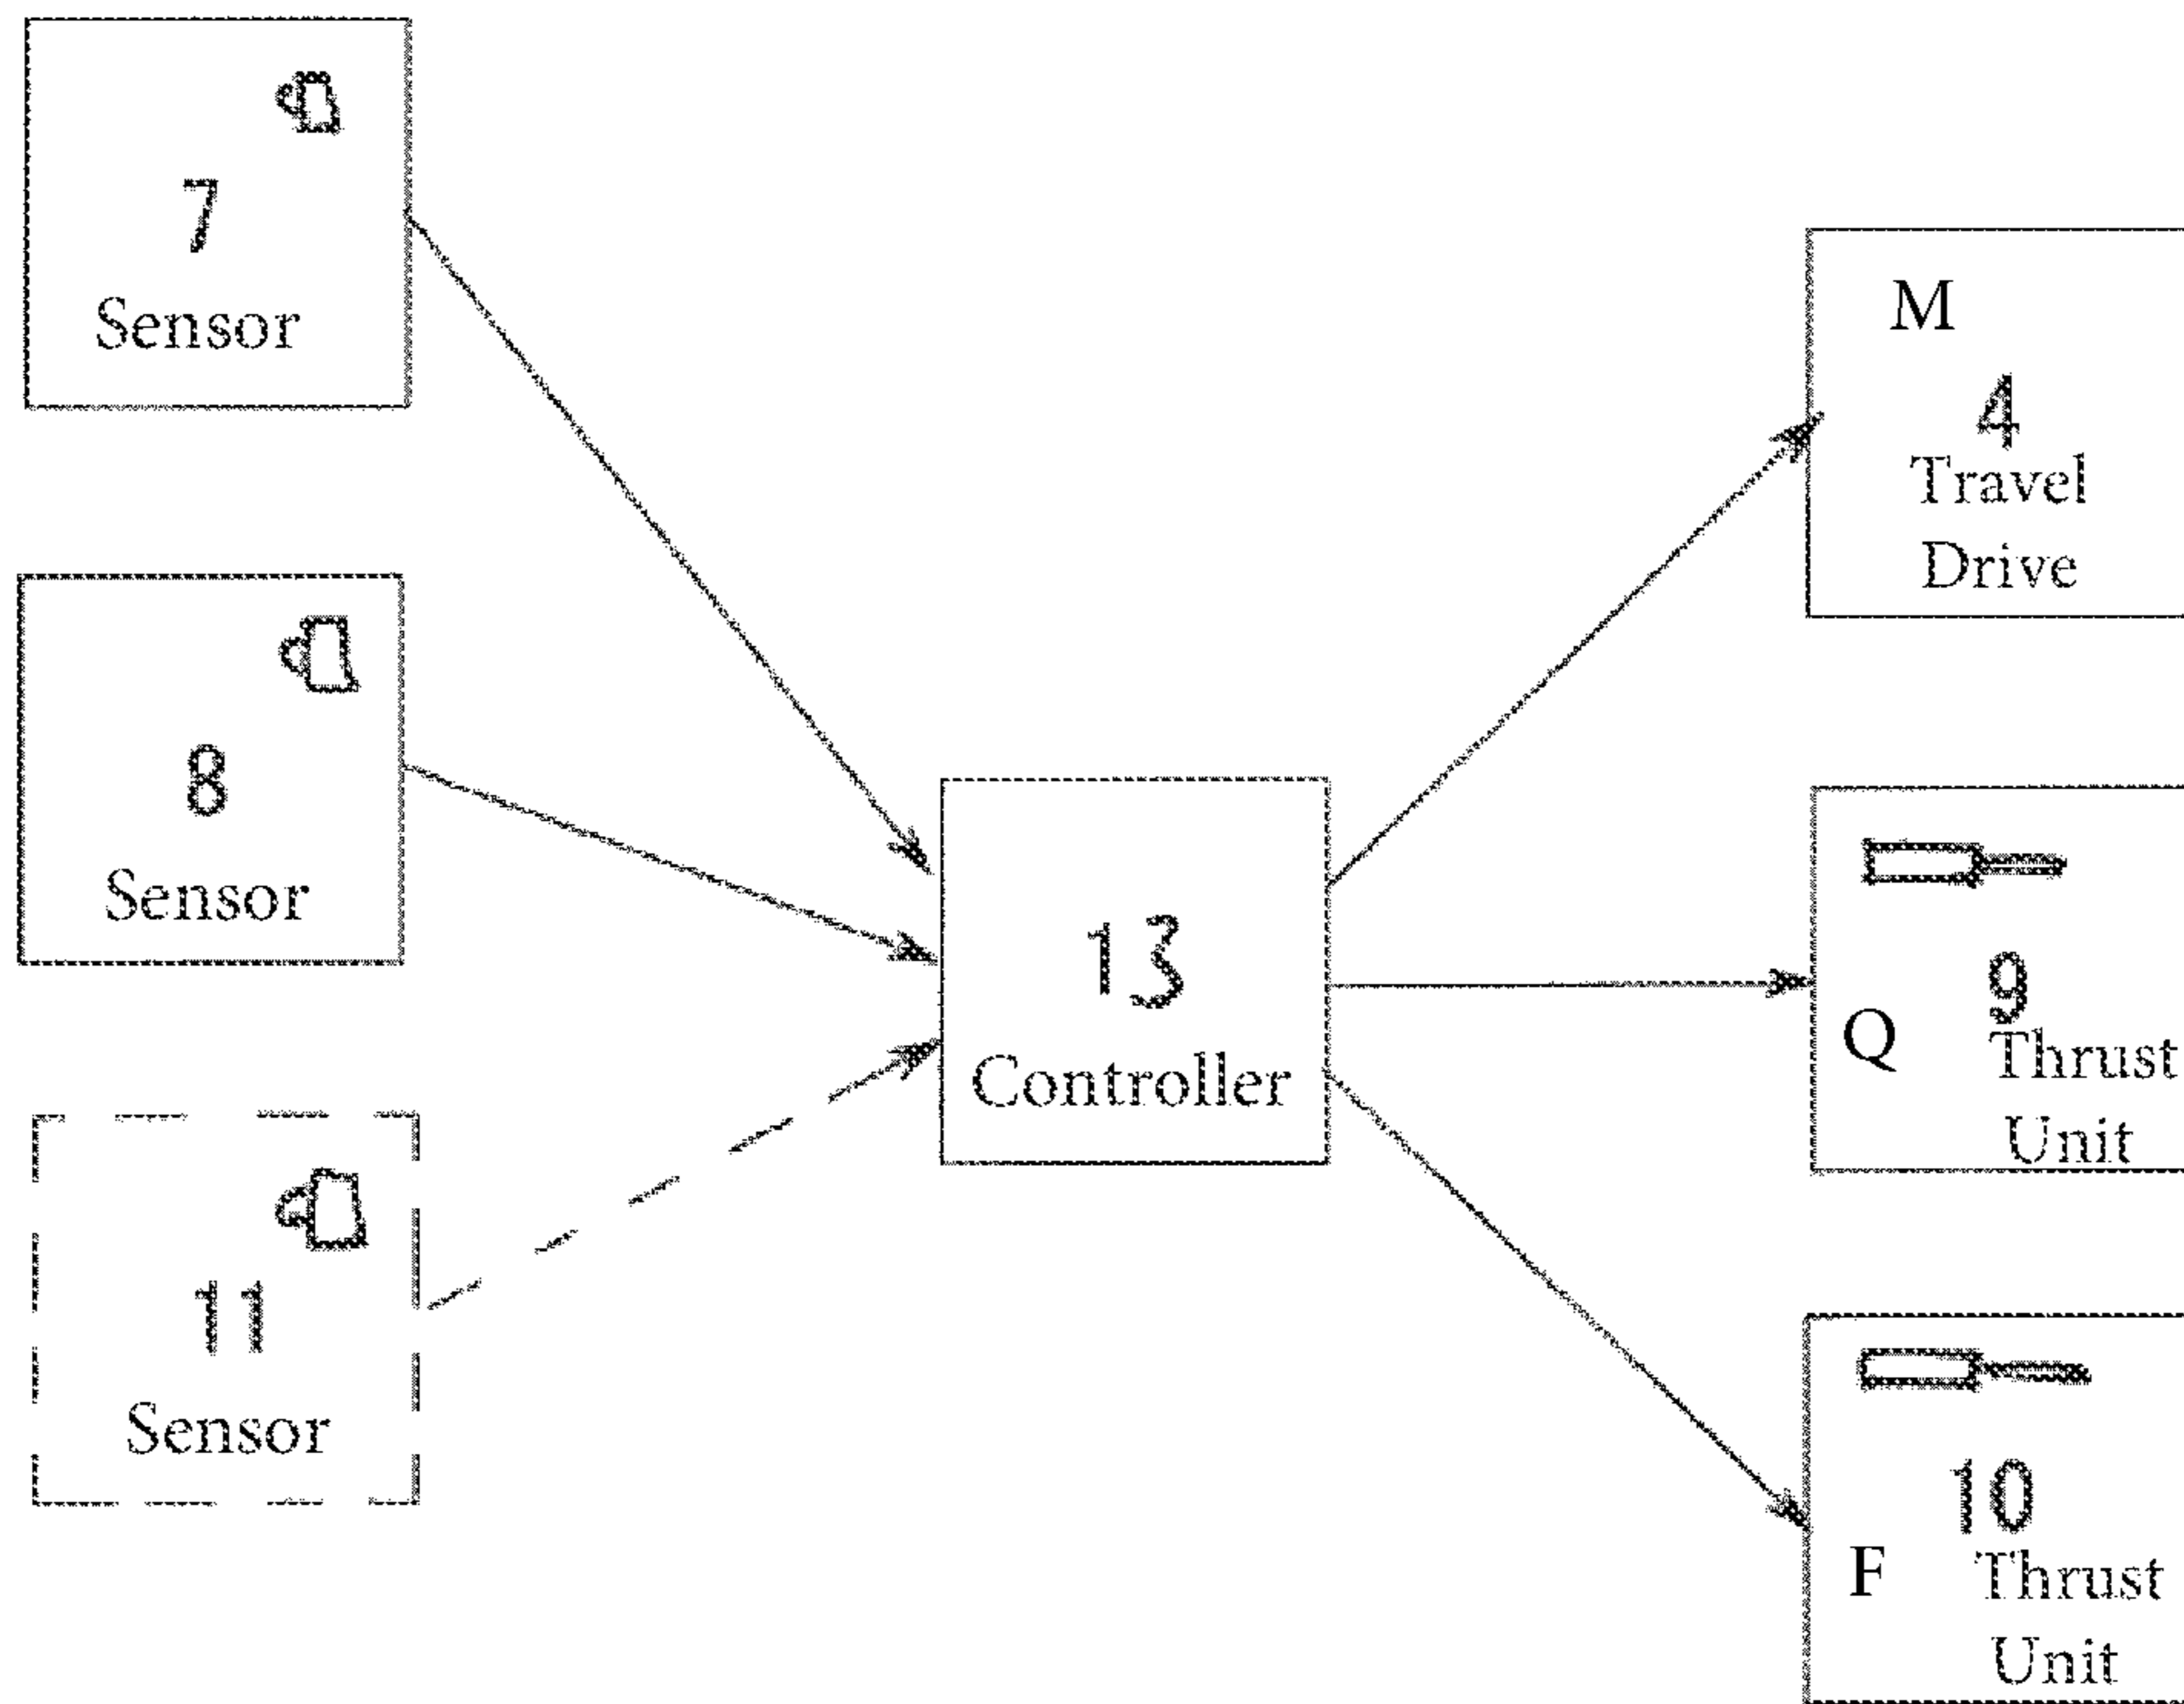 7
Sensor
8
Sensor
11
Sensor
13
Controller
M
4
Travel
Drive
9
Q Thrust
Unit
10
F Thrust
Unit